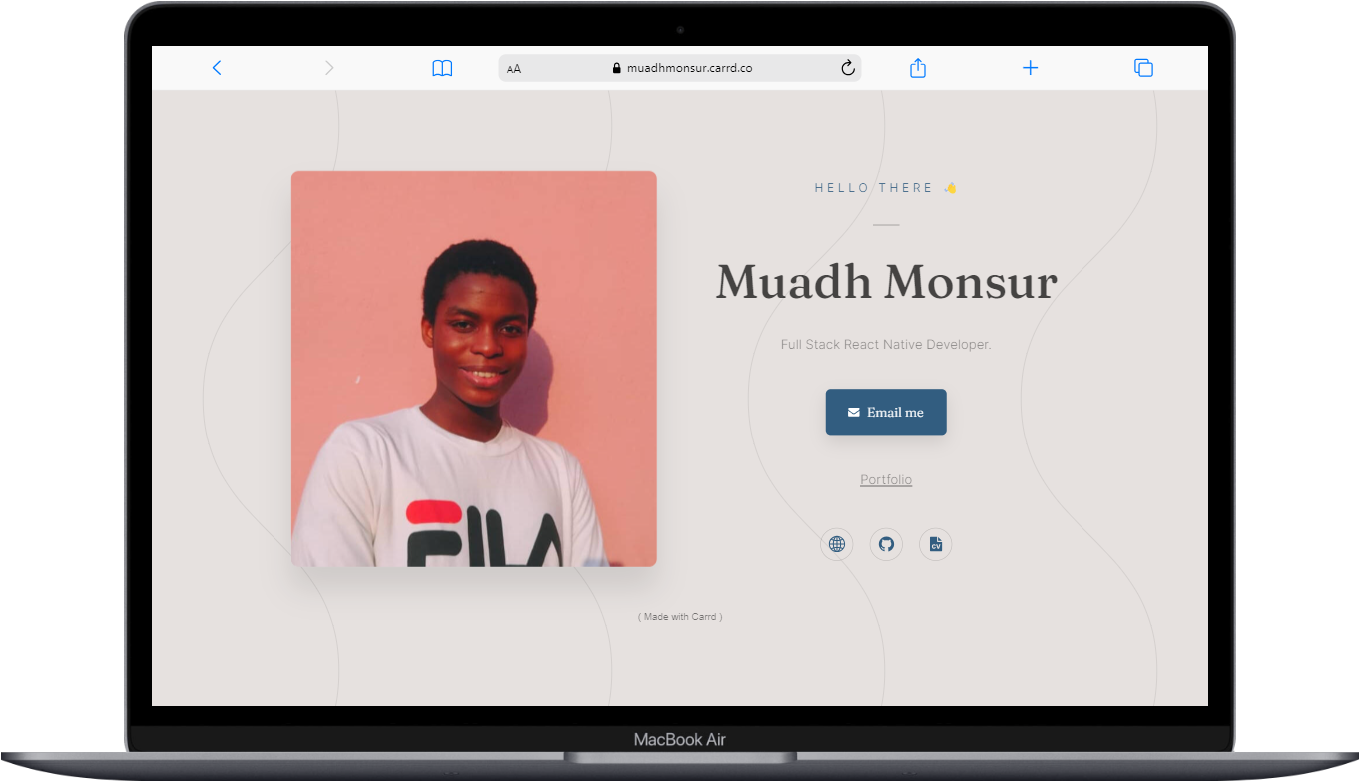 AA
muadhmonsur.carrd.co
HELLO THERE 👋
Muadh Monsur
Full Stack React Native Developer.
Email me
Portfolio
CV
FILA
( Made with Carrd )
MacBook Air